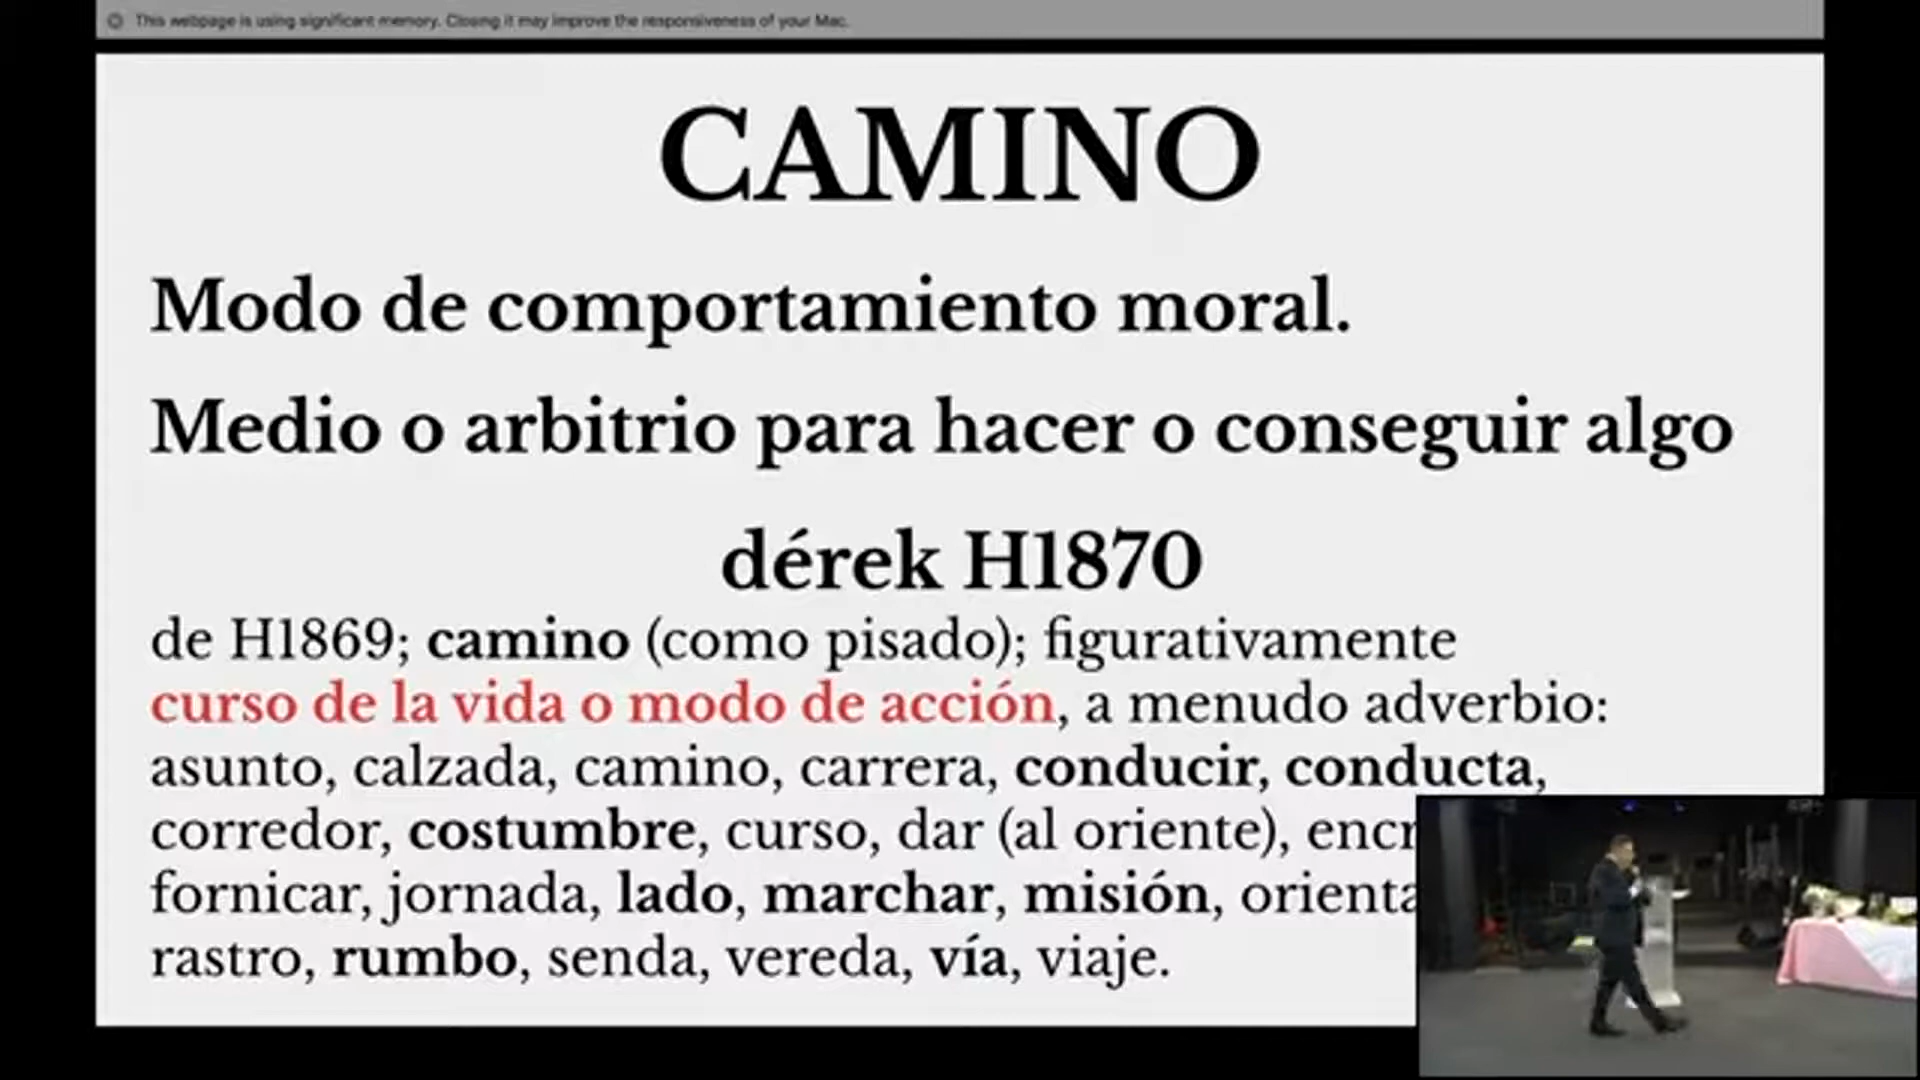 This webpage is using significant memory. Closing it may improve the responsiveness of your Mac.
CAMINO
Modo de comportamiento moral.
Medio o arbitrio para hacer o conseguir algo
dérek H1870
de H1869; camino (como pisado); figurativamente
curso de la vida o modo de acción, a menudo adverbio:
asunto, calzada, camino, carrera, conducir, conducta,
corredor, costumbre, curso, dar (al oriente),
fornicar, jornada, lado, marchar, misión,
rastro, rumbo, senda, vereda, vía, viaje.